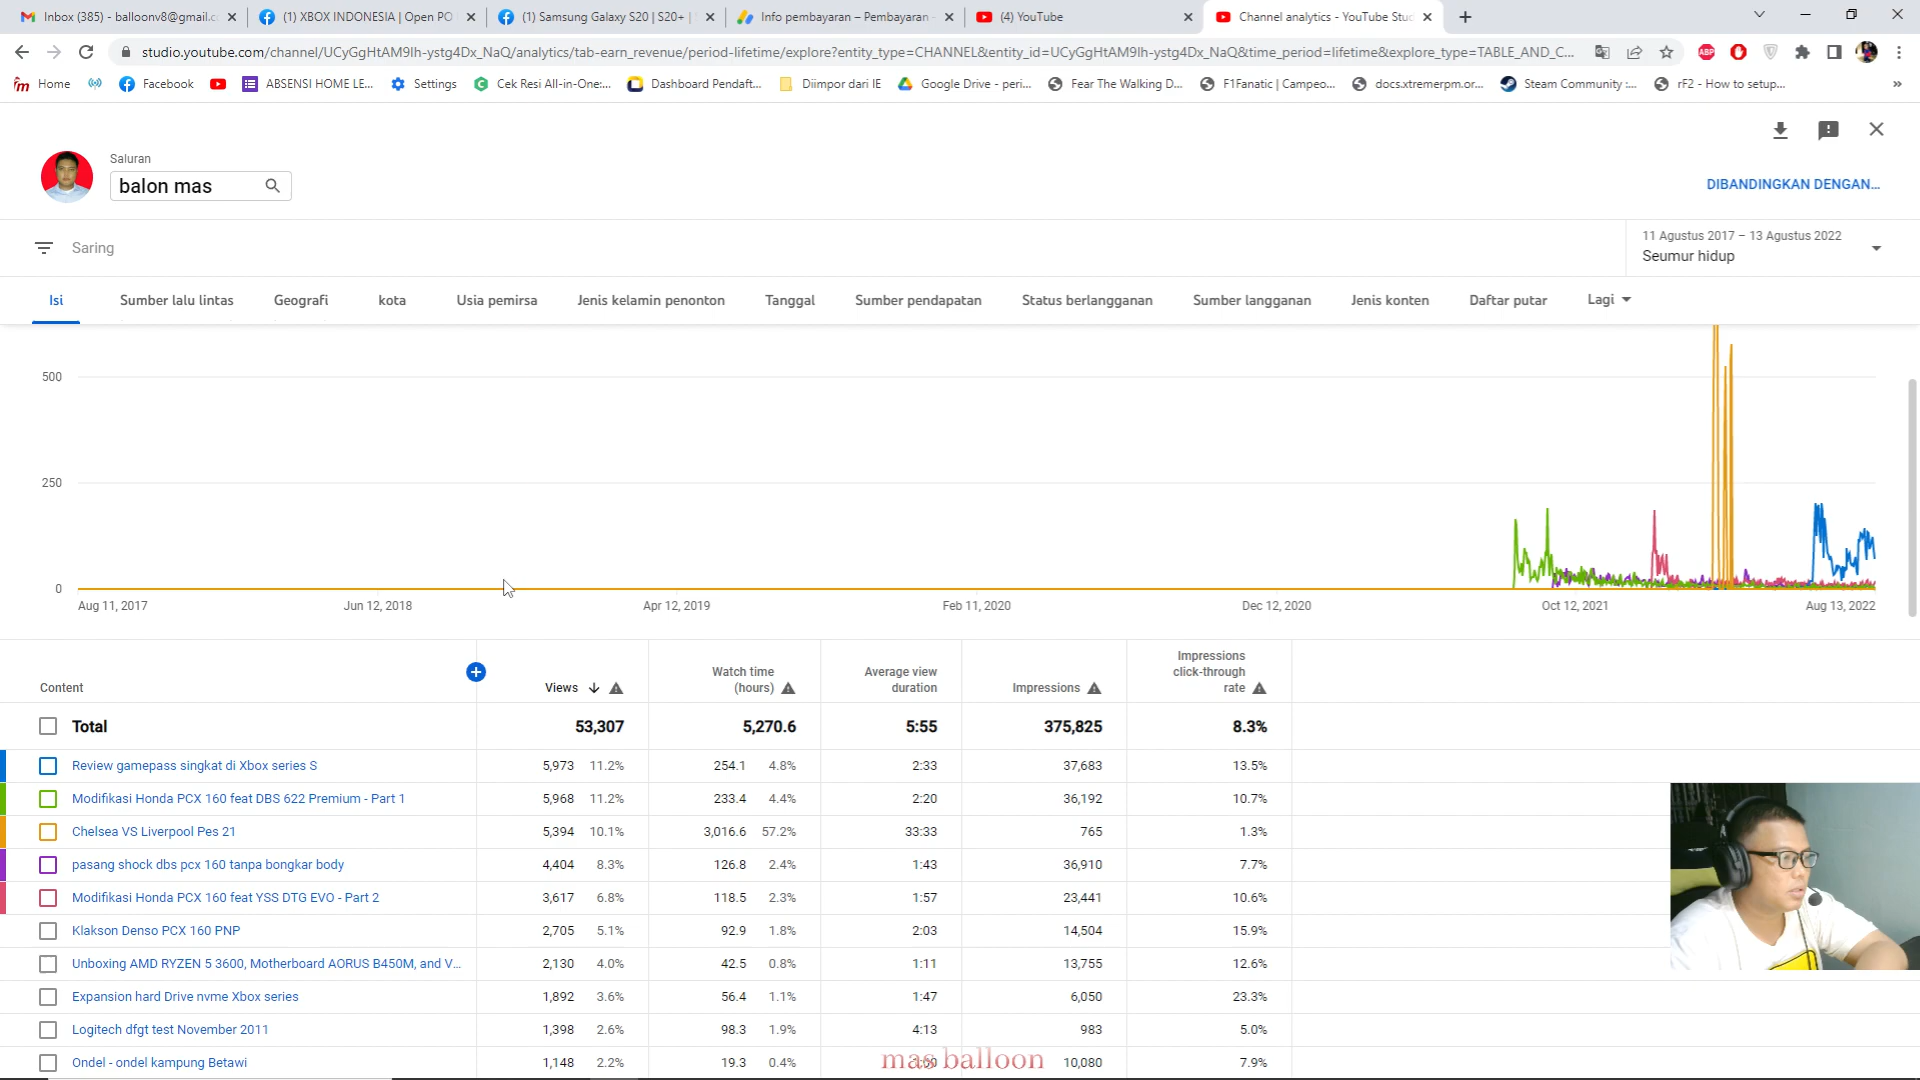 Inbox (385) - balloonv8@gmail.c
(1) XBOX INDONESIA | Open PO
(1) Samsung Galaxy S20 | S20+ |
Info pembayaran – Pembayaran
(4) YouTube
Channel analytics - YouTube Stu
studio.youtube.com/channel/UCyGgHtAM9lh-ystg4Dx_NaQ/analytics/tab-earn_revenue/period-lifetime/explore?entity_type=CHANNEL&entity_id=UCyGgHtAM9lh-ystg4Dx_NaQ&time_period=lifetime&explore_type=TABLE_AND_C...
ABP
Home
Facebook
ABSENSI HOME LE...
Settings
Cek Resi All-in-One:...
Dashboard Pendaft...
Diimpor dari IE
Google Drive - peri...
Fear The Walking D...
F1Fanatic | Campeo...
docs.xtremerpm.or...
Steam Community :...
rF2 - How to setup...
»
Saluran
balon mas
DIBANDINGKAN DENGAN...
Saring
11 Agustus 2017 – 13 Agustus 2022
Seumur hidup
Isi
Sumber lalu lintas
Geografi
kota
Usia pemirsa
Jenis kelamin penonton
Tanggal
Sumber pendapatan
Status berlangganan
Sumber langganan
Jenis konten
Daftar putar
Lagi
500
250
0
Aug 11, 2017
Jun 12, 2018
Apr 12, 2019
Feb 11, 2020
Dec 12, 2020
Oct 12, 2021
Aug 13, 2022
Content
Views
Watch time (hours)
Average view duration
Impressions
Impressions click-through rate
Total 53,307 5,270.6 5:55 375,825 8.3%
Review gamepass singkat di Xbox series S 5,973 11.2% 254.1 4.8% 2:33 37,683 13.5%
Modifikasi Honda PCX 160 feat DBS 622 Premium - Part 1 5,968 11.2% 233.4 4.4% 2:20 36,192 10.7%
Chelsea VS Liverpool Pes 21 5,394 10.1% 3,016.6 57.2% 33:33 765 1.3%
pasang shock dbs pcx 160 tanpa bongkar body 4,404 8.3% 126.8 2.4% 1:43 36,910 7.7%
Modifikasi Honda PCX 160 feat YSS DTG EVO - Part 2 3,617 6.8% 118.5 2.3% 1:57 23,441 10.6%
Klakson Denso PCX 160 PNP 2,705 5.1% 92.9 1.8% 2:03 14,504 15.9%
Unboxing AMD RYZEN 5 3600, Motherboard AORUS B450M, and V... 2,130 4.0% 42.5 0.8% 1:11 13,755 12.6%
Expansion hard Drive nvme Xbox series 1,892 3.6% 56.4 1.1% 1:47 6,050 23.3%
Logitech dfgt test November 2011 1,398 2.6% 98.3 1.9% 4:13 983 5.0%
Ondel - ondel kampung Betawi 1,148 2.2% 19.3 0.4% 10,080 7.9%
mas balloon